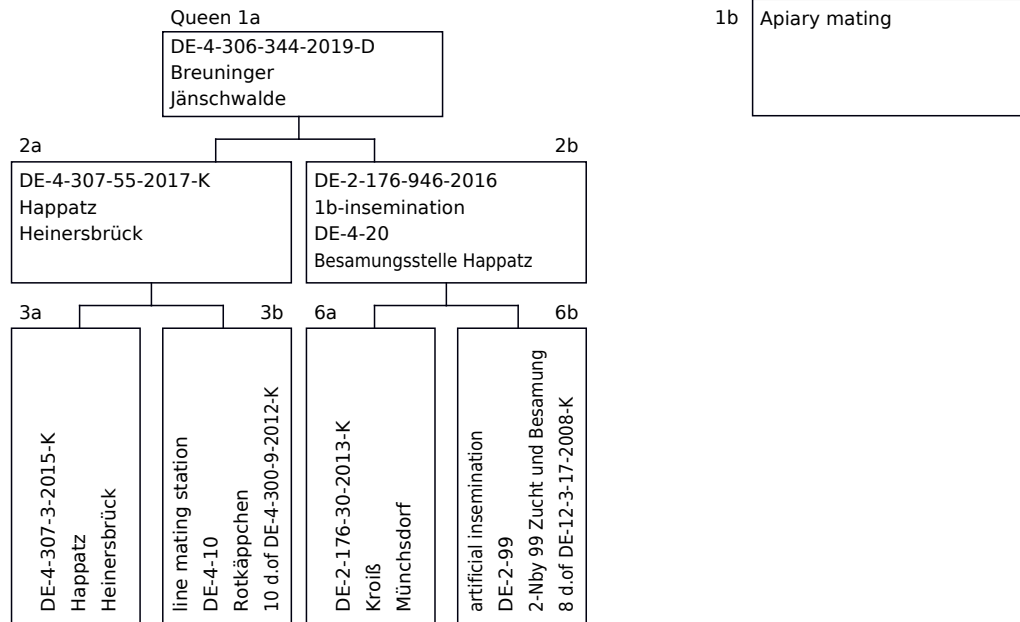 Queen 1a
DE-4-306-344-2019-D
Breuninger
Jänschwalde
1b
Apiary mating
2a
DE-4-307-55-2017-K
Happatz
Heinersbrück
2b
DE-2-176-946-2016
1b-insemination
DE-4-20
Besamungsstelle Happatz
3a
DE-4-307-3-2015-K
Happatz
Heinersbrück
3b
line mating station
DE-4-10
Rotkäppchen
10 d.of DE-4-300-9-2012-K
6a
DE-2-176-30-2013-K
Kroiß
Münchsdorf
6b
artificial insemination
DE-2-99
2-Nby 99 Zucht und Besamung
8 d.of DE-12-3-17-2008-K